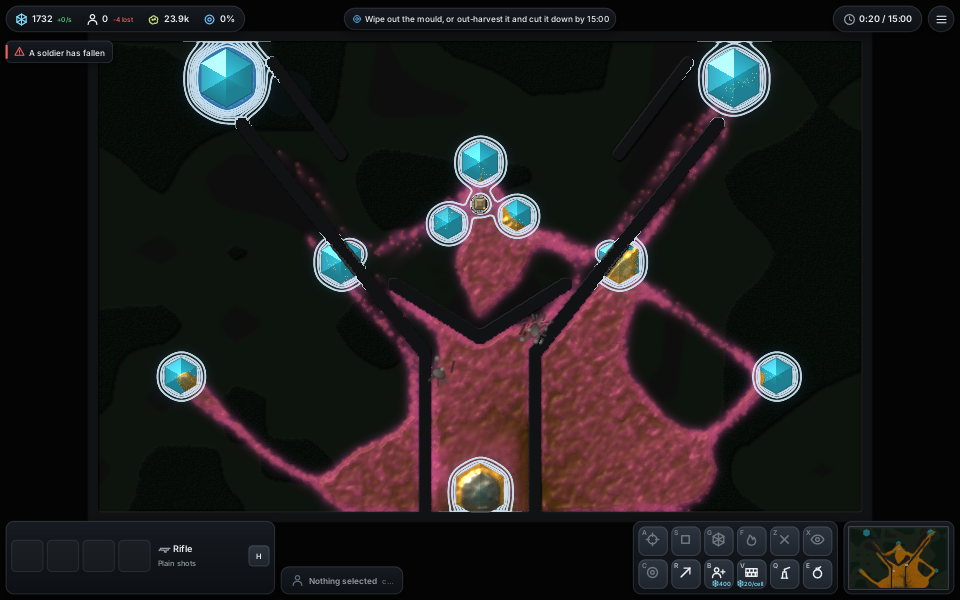 1732 +0/s 0 -4 lost 23.9k 0%
Wipe out the mould, or out-harvest it and cut it down by 15:00
0:20 / 15:00
A soldier has fallen
Rifle
Plain shots
H
Nothing selected c...
A S G F Z X
C R B V Q E
400 20/cell